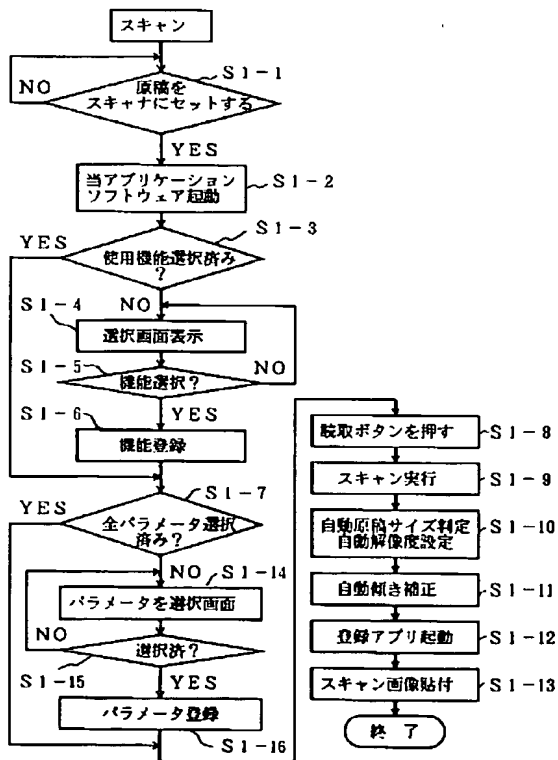 スキャン
S1-1
NO
原稿を
スキャナにセットする
YES
当アプリケーション
ソフトウェア起動
S1-2
S1-3
YES
使用機能選択済み
?
NO
S1-4
選択画面表示
S1-5
機能選択?
NO
S1-6
YES
機能登録
S1-7
YES
全パラメータ選択
済み?
NO
S1-14
パラメータを選択画面
NO
選択済?
S1-15
YES
パラメータ登録
S1-16
読取ボタンを押す
S1-8
スキャン実行
S1-9
自動原稿サイズ判定
自動解像度設定
S1-10
自動傾き補正
S1-11
登録アプリ起動
S1-12
スキャン画像貼付
S1-13
終了